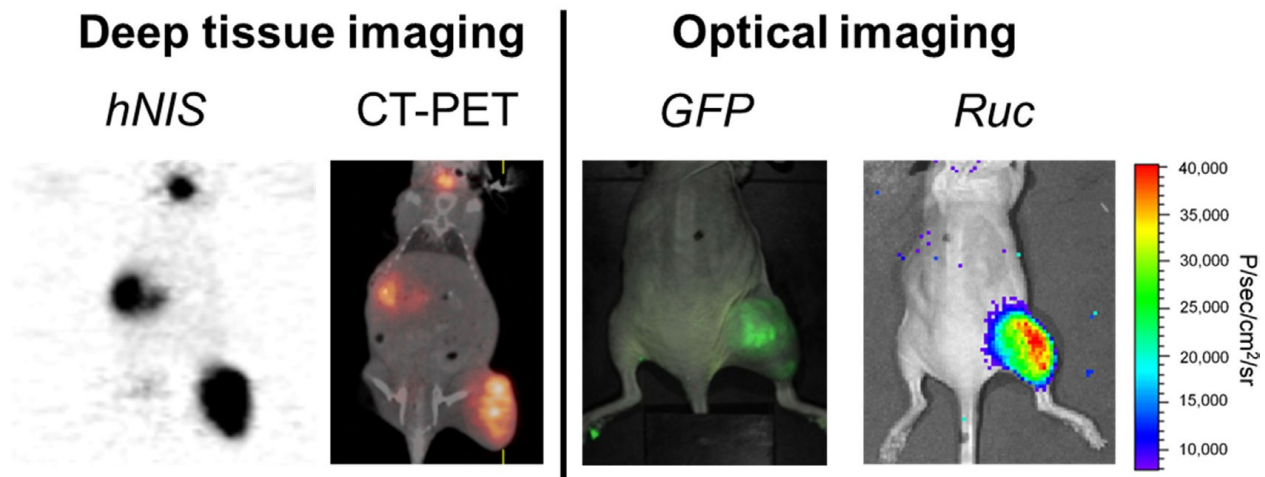 Deep tissue imaging
Optical imaging
hNIS
CT-PET
GFP
Ruc
40,000
35,000
30,000
25,000
20,000
15,000
10,000
P/sec/cm²/sr